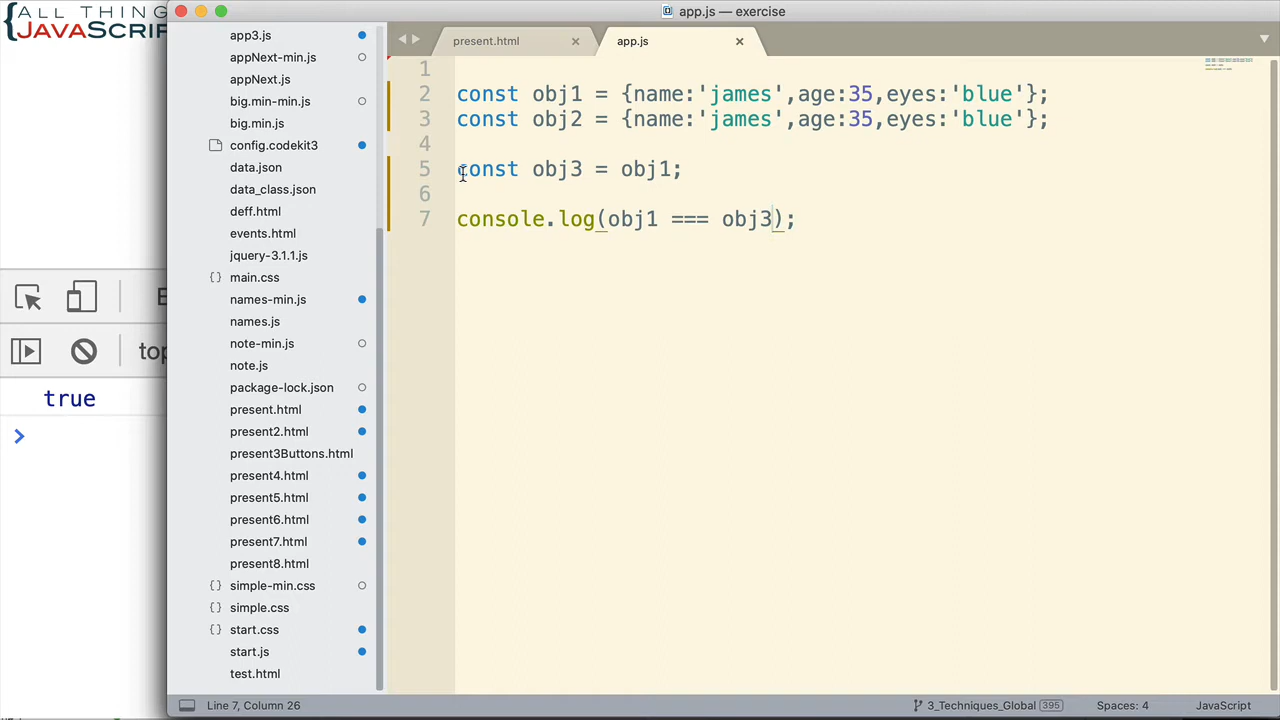 ALL THIN
{JAVASCRIP
top
true
app.js — exercise
app3.js
appNext-min.js
appNext.js
big.min-min.js
big.min.js
config.codekit3
data.json
data_class.json
deff.html
events.html
jquery-3.1.1.js
{} main.css
names-min.js
names.js
note-min.js
note.js
package-lock.json
present.html
present2.html
present3Buttons.html
present4.html
present5.html
present6.html
present7.html
present8.html
{} simple-min.css
{} simple.css
{} start.css
start.js
test.html
present.html ×
app.js ×
1
2 const obj1 = {name:'james',age:35,eyes:'blue'};
3 const obj2 = {name:'james',age:35,eyes:'blue'};
4
5 const obj3 = obj1;
6
7 console.log(obj1 === obj3);
Line 7, Column 26
3_Techniques_Global 395
Spaces: 4
JavaScript